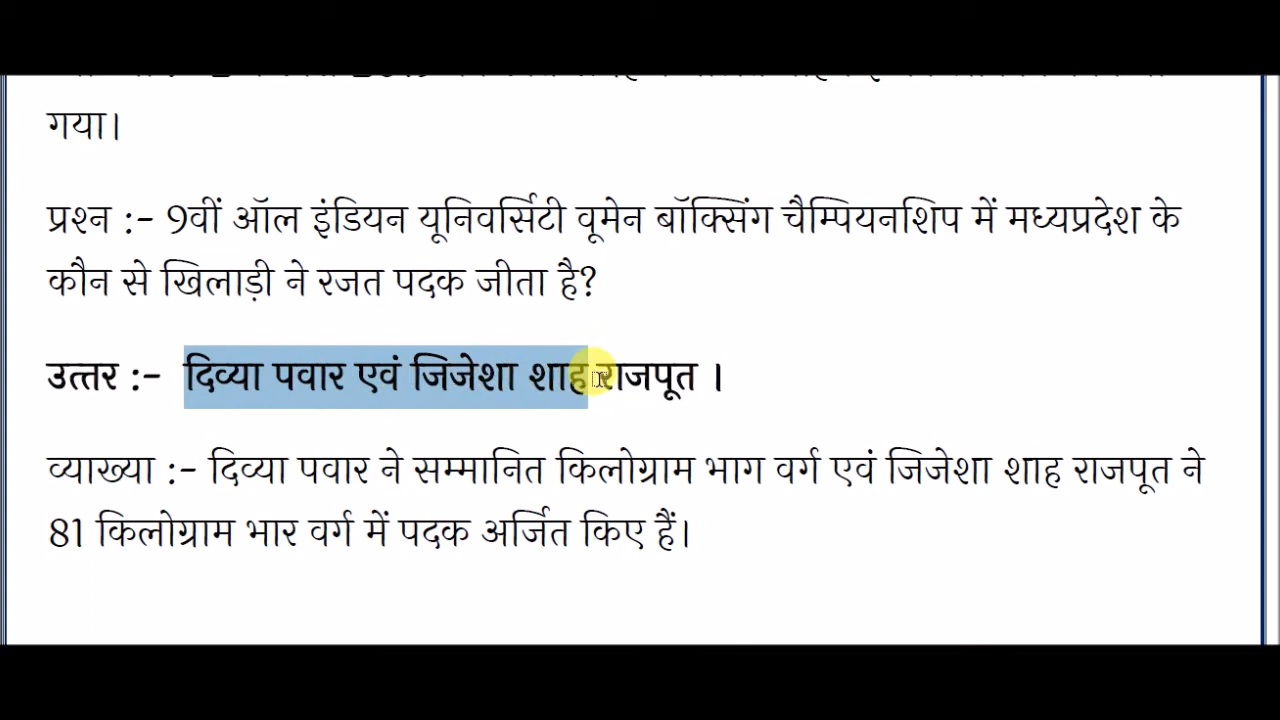 गया।
प्रश्न :- 9वीं ऑल इंडियन यूनिवर्सिटी वूमेन बॉक्सिंग चैम्पियनशिप में मध्यप्रदेश के
कौन से खिलाड़ी ने रजत पदक जीता है?
उत्तर :- दिव्या पवार एवं जिजेशा शाह राजपूत ।
व्याख्या :- दिव्या पवार ने सम्मानित किलोग्राम भाग वर्ग एवं जिजेशा शाह राजपूत ने
81 किलोग्राम भार वर्ग में पदक अर्जित किए हैं।